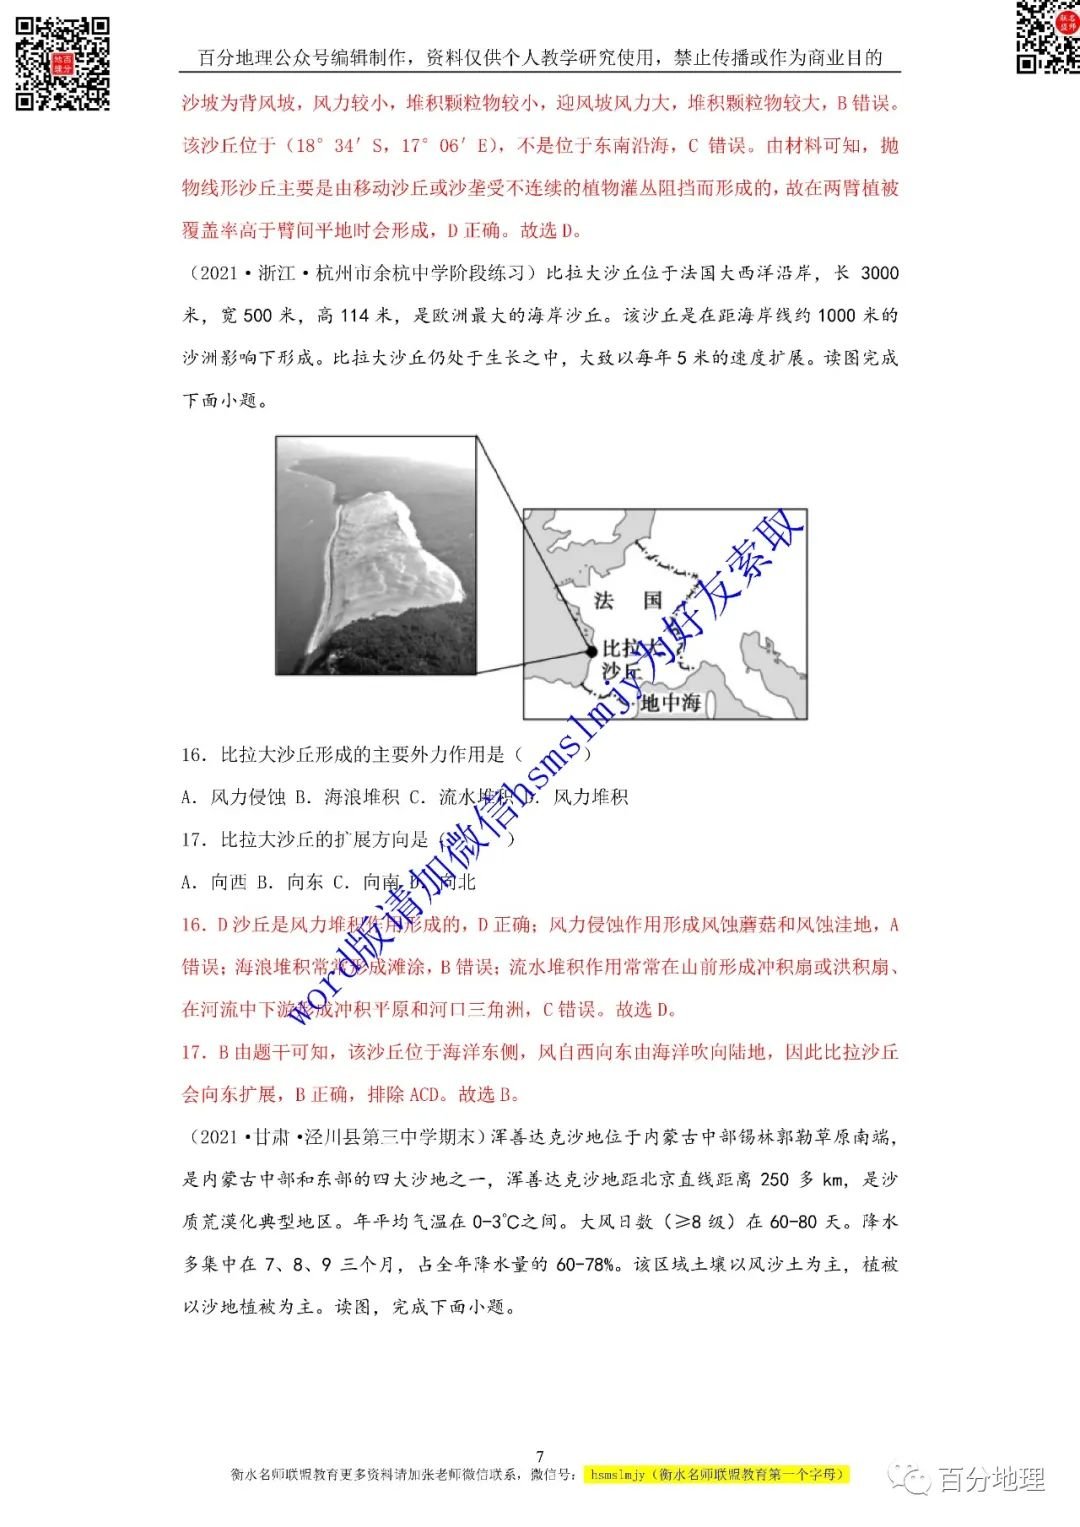 百分地理公众号编辑制作，资料仅供个人教学研究使用，禁止传播或作为商业目的
沙坡为背风坡，风力较小，堆积颗粒物较小，迎风坡风力大，堆积颗粒物较大，B 错误。
该沙丘位于（18° 34′ S，17° 06′ E），不是位于东南沿海，C 错误。由材料可知，抛
物线形沙丘主要是由移动沙丘或沙垄受不连续的植物灌丛阻挡而形成的，故在两臂植被
覆盖率高于臂间平地时会形成，D 正确。故选 D。
（2021·浙江·杭州市余杭中学阶段练习）比拉大沙丘位于法国大西洋沿岸，长 3000
米，宽 500 米，高 114 米，是欧洲最大的海岸沙丘。该沙丘是在距海岸线约 1000 米的
沙洲影响下形成。比拉大沙丘仍处于生长之中，大致以每年 5 米的速度扩展。读图完成
下面小题。
法 国
比拉大
沙丘
地中海
16．比拉大沙丘形成的主要外力作用是（ ）
A．风力侵蚀 B．海浪堆积 C．流水堆积 D．风力堆积
17．比拉大沙丘的扩展方向是（ ）
A．向西 B．向东 C．向南 D．向北
16．D 沙丘是风力堆积作用形成的，D 正确；风力侵蚀作用形成风蚀蘑菇和风蚀洼地，A
错误；海浪堆积常常形成滩涂，B 错误；流水堆积作用常常在山前形成冲积扇或洪积扇、
在河流中下游形成冲积平原和河口三角洲，C 错误。故选 D。
17．B 由题干可知，该沙丘位于海洋东侧，风自西向东由海洋吹向陆地，因此比拉沙丘
会向东扩展，B 正确，排除 ACD。故选 B。
（2021·甘肃·泾川县第三中学期末）浑善达克沙地位于内蒙古中部锡林郭勒草原南端，
是内蒙古中部和东部的四大沙地之一，浑善达克沙地距北京直线距离 250 多 km，是沙
质荒漠化典型地区。年平均气温在 0-3℃之间。大风日数（≥8 级）在 60-80 天。降水
多集中在 7、8、9 三个月，占全年降水量的 60-78%。该区域土壤以风沙土为主，植被
以沙地植被为主。读图，完成下面小题。
word版请加微信hsmslmjy为好友索取
7
衡水名师联盟教育更多资料请加张老师微信联系，微信号： hsmslmjy（衡水名师联盟教育第一个字母）
百分地理